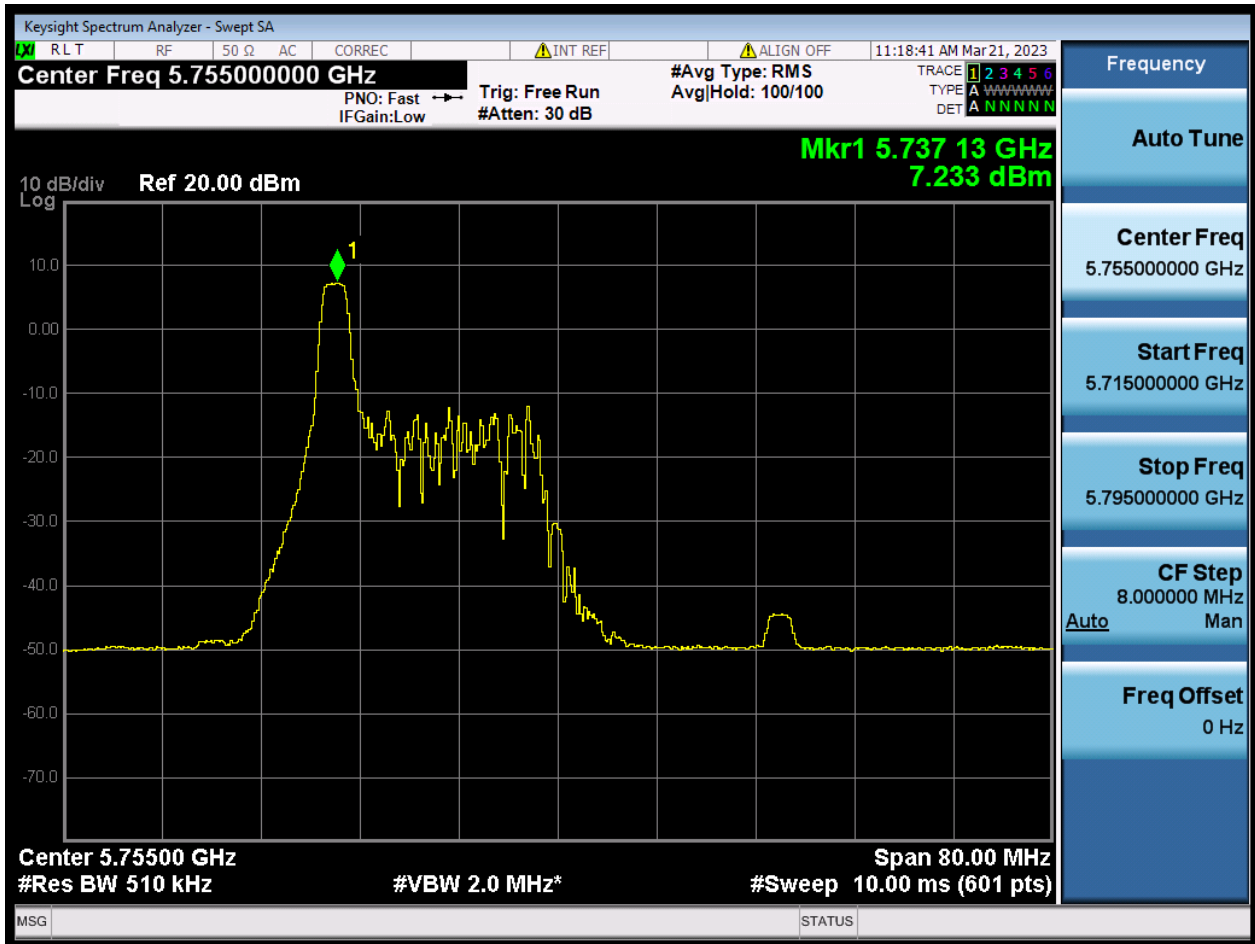 Keysight Spectrum Analyzer - Swept SA
LXI RLT RF 50 Ω AC CORREC INT REF ALIGN OFF 11:18:41 AM Mar 21, 2023
Center Freq 5.755000000 GHz
PNO: Fast
IFGain:Low
Trig: Free Run
#Atten: 30 dB
#Avg Type: RMS
Avg|Hold: 100/100
TRACE 1 2 3 4 5 6
TYPE A WWWWW
DET A N N N N N
Mkr1 5.737 13 GHz
7.233 dBm
10 dB/div Ref 20.00 dBm
Log
1
10.0
0.00
-10.0
-20.0
-30.0
-40.0
-50.0
-60.0
-70.0
Center 5.75500 GHz Span 80.00 MHz
#Res BW 510 kHz #VBW 2.0 MHz* #Sweep 10.00 ms (601 pts)
MSG STATUS
Frequency
Auto Tune
Center Freq
5.755000000 GHz
Start Freq
5.715000000 GHz
Stop Freq
5.795000000 GHz
CF Step
8.000000 MHz
Auto Man
Freq Offset
0 Hz